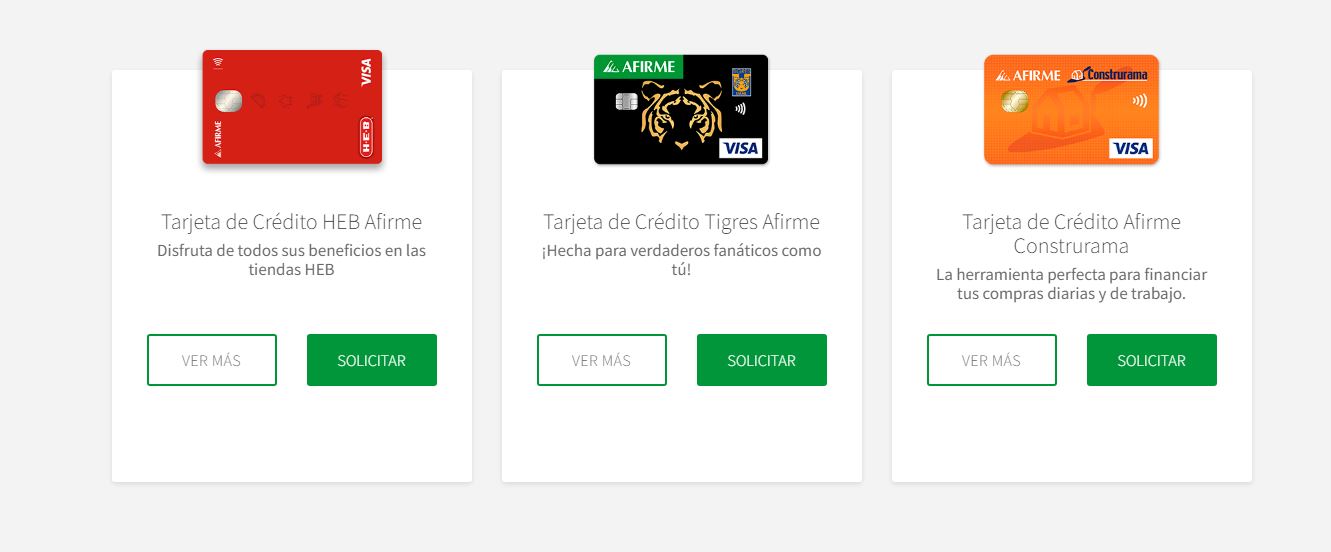 VISA
AFIRME
H-E-B
Tarjeta de Crédito HEB Afirme
Disfruta de todos sus beneficios en las
tiendas HEB
VER MÁS
SOLICITAR
AFIRME
VISA
Tarjeta de Crédito Tigres Afirme
¡Hecha para verdaderos fanáticos como
tú!
VER MÁS
SOLICITAR
AFIRME
Construrama
VISA
Tarjeta de Crédito Afirme
Construrama
La herramienta perfecta para financiar
tus compras diarias y de trabajo.
VER MÁS
SOLICITAR